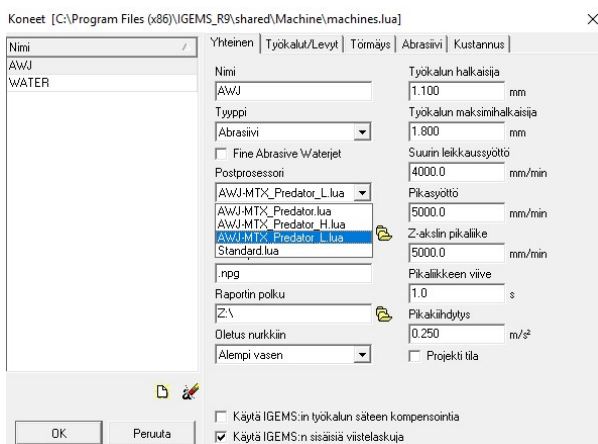 Koneet [C:\Program Files (x86)\IGEMS_R9\shared\Machine\machines.lua]
Nimi
AWJ
WATER
Yhteinen
Työkalut/Levyt
Törmäys
Abrasiivi
Kustannus
Nimi
AWJ
Tyyppi
Abrasiivi
Fine Abrasive Waterjet
Postprosessori
AWJ-MTX_Predator_L.lua
AWJ-MTX_Predator.lua
AWJ-MTX_Predator_H.lua
AWJ-MTX_Predator_L.lua
Standard.lua
.npg
Raportin polku
Z:\
Oletus nurkkiin
Alempi vasen
Työkalun halkaisija
1.100 mm
Työkalun maksimihalkaisija
1.800 mm
Suurin leikkaussyöttö
4000.0 mm/min
Pikasyöttö
5000.0 mm/min
Z-akslin pikaliike
5000.0 mm/min
Pikaliikkeen viive
1.0 s
Pikakiihdytys
0.250 m/s²
Projekti tila
Käytä IGEMS:in työkalun säteen kompensointia
Käytä IGEMS:n sisäisiä viistelaskuja
OK
Peruuta